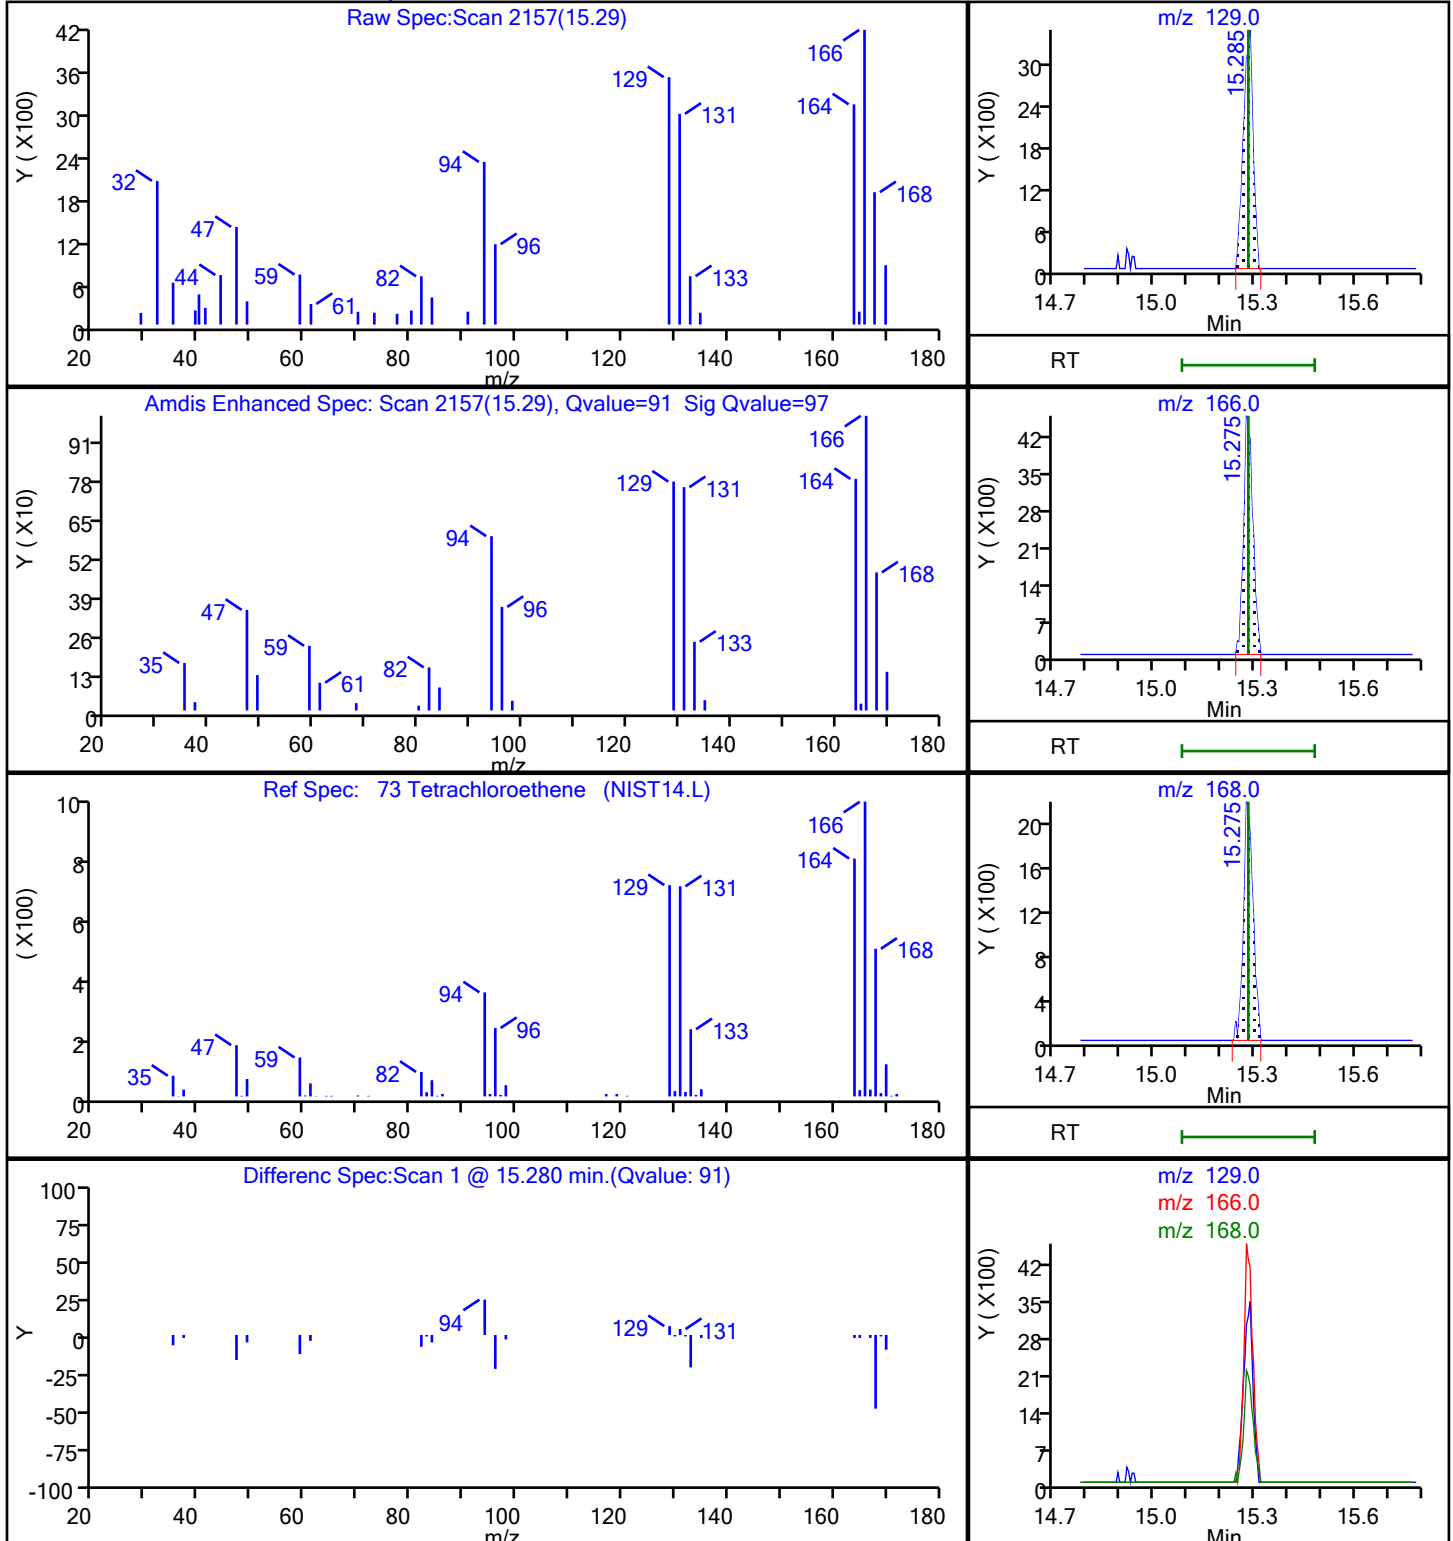 Raw Spec:Scan 2157(15.29)
Y ( X100)
42
36
30
24
18
12
6
0
32
44
47
59
61
82
94
96
129
131
133
164
166
168
20 40 60 80 100 120 140 160 180
m/z
m/z 129.0
Y ( X100)
30
24
18
12
6
0
15.285
14.7 15.0 15.3 15.6
Min
RT
Amdis Enhanced Spec: Scan 2157(15.29), Qvalue=91 Sig Qvalue=97
Y ( X10)
91
78
65
52
39
26
13
0
35
47
59
61
82
94
96
129
131
133
164
166
168
20 40 60 80 100 120 140 160 180
m/z
m/z 166.0
Y ( X100)
42
35
28
21
14
7
0
15.275
14.7 15.0 15.3 15.6
Min
RT
Ref Spec: 73 Tetrachloroethene (NIST14.L)
( X100)
10
8
6
4
2
0
35
47
59
82
94
96
129
131
133
164
166
168
20 40 60 80 100 120 140 160 180
m/z 168.0
Y ( X100)
20
16
12
8
4
0
15.275
14.7 15.0 15.3 15.6
Min
RT
Differenc Spec:Scan 1 @ 15.280 min.(Qvalue: 91)
Y
100
75
50
25
0
-25
-50
-75
-100
94
129
131
20 40 60 80 100 120 140 160 180
m/z
m/z 129.0
m/z 166.0
m/z 168.0
Y ( X100)
42
35
28
21
14
7
0
14.7 15.0 15.3 15.6
Min